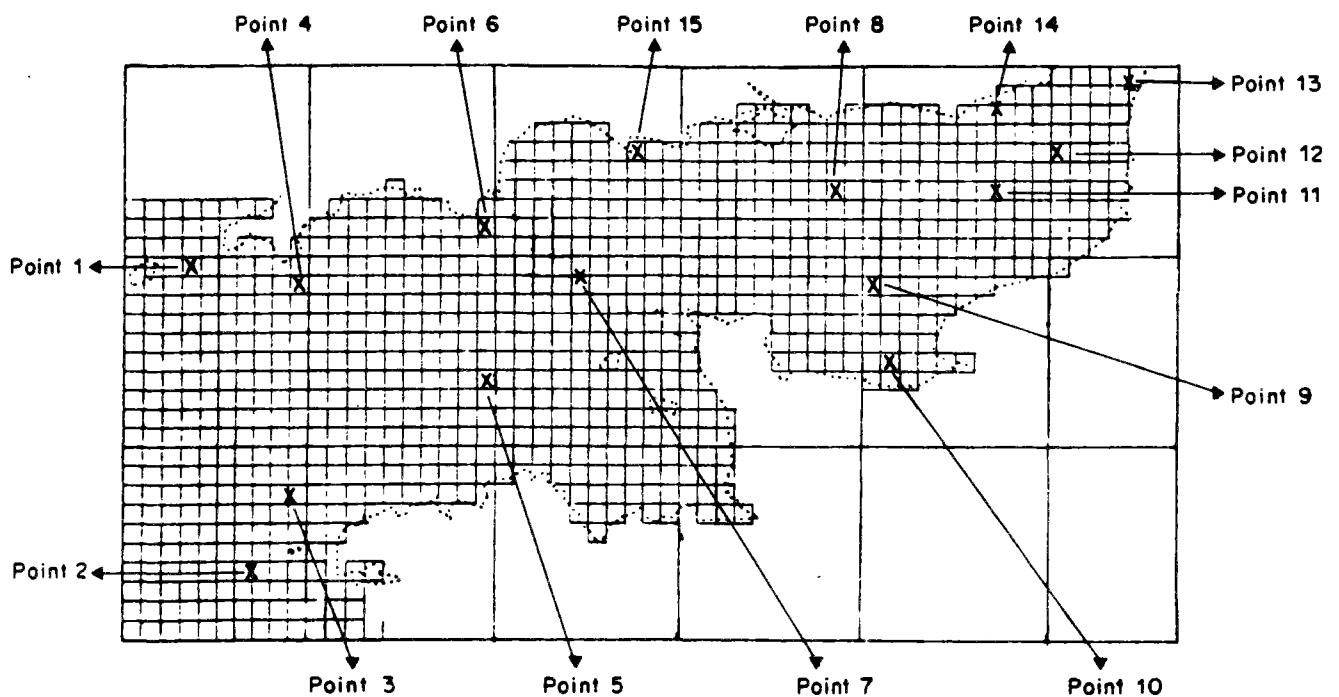 Point 4
Point 6
Point 15
Point 8
Point 14
Point 13
Point 12
Point 11
Point 1
Point 9
Point 2
Point 3
Point 5
Point 7
Point 10